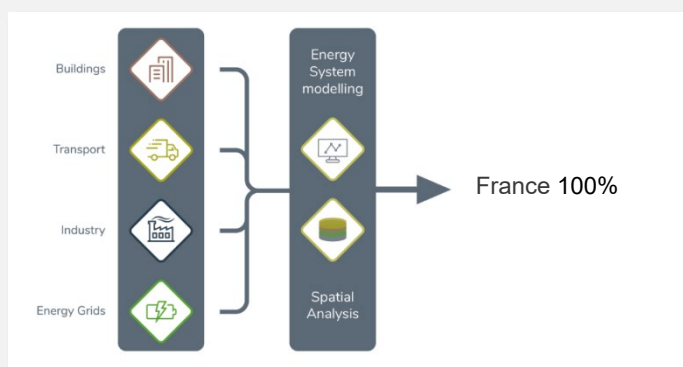 Buildings
Transport
Industry
Energy Grids
Energy
System
modelling
Spatial
Analysis
France 100%